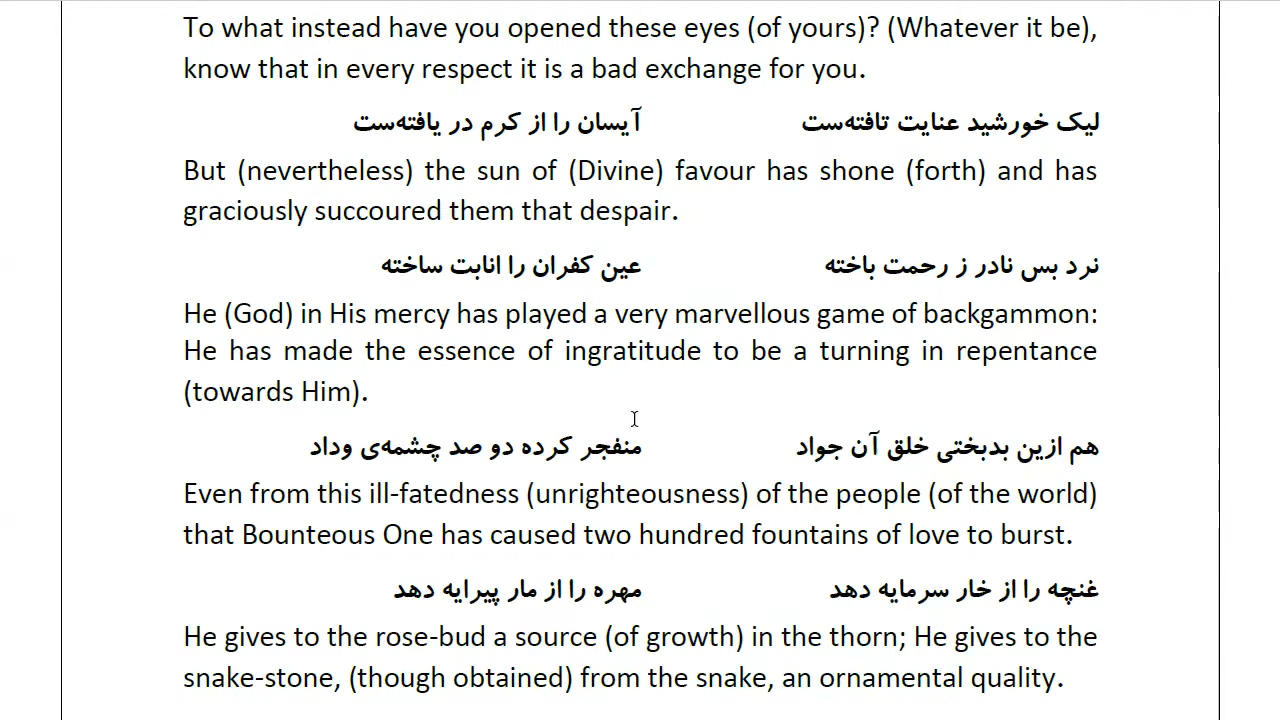 To what instead have you opened these eyes (of yours)? (Whatever it be),
know that in every respect it is a bad exchange for you.
لیک خورشید عنایت تافته‌ست آیسان را از کرم در یافته‌ست
But (nevertheless) the sun of (Divine) favour has shone (forth) and has
graciously succoured them that despair.
نرد بس نادر ز رحمت باخته عین کفران را انابت ساخته
He (God) in His mercy has played a very marvellous game of backgammon:
He has made the essence of ingratitude to be a turning in repentance
(towards Him).
هم ازین بدبختی خلق آن جواد منفجر کرده دو صد چشمه‌ی وداد
Even from this ill-fatedness (unrighteousness) of the people (of the world)
that Bounteous One has caused two hundred fountains of love to burst.
غنچه را از خار سرمایه دهد مهره را از مار پیرایه دهد
He gives to the rose-bud a source (of growth) in the thorn; He gives to the
snake-stone, (though obtained) from the snake, an ornamental quality.